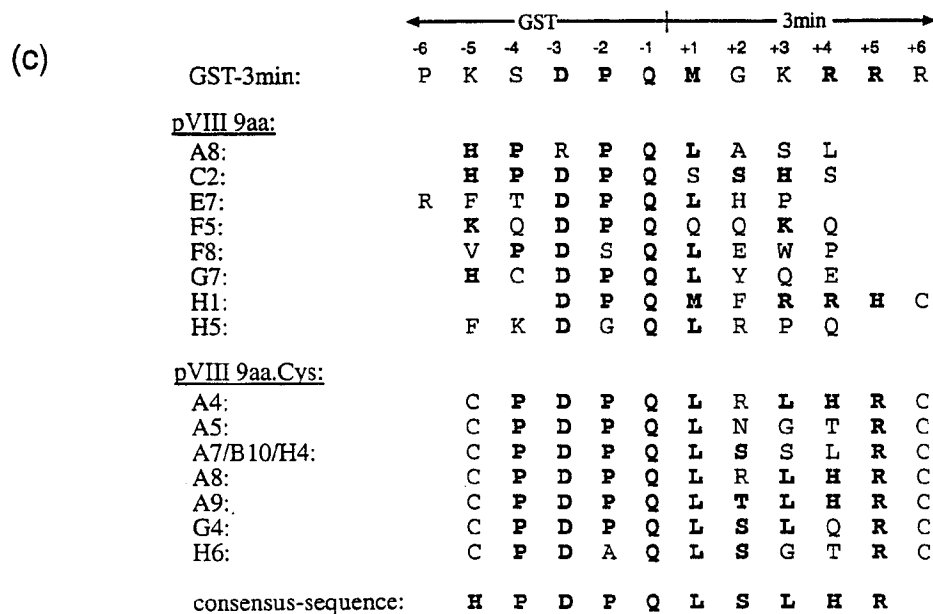 GST 3min
(c)
-6 -5 -4 -3 -2 -1 +1 +2 +3 +4 +5 +6
GST-3min: P K S D P Q M G K R R R
pVIII 9aa:
A8: H P R P Q L A S L
C2: H P D P Q S S H S
E7: R F T D P Q L H P
F5: K Q D P Q Q Q K Q
F8: V P D S Q L E W P
G7: H C D P Q L Y Q E
H1: D P Q M F R R H C
H5: F K D G Q L R P Q
pVIII 9aa.Cys:
A4: C P D P Q L R L H R C
A5: C P D P Q L N G T R C
A7/B10/H4: C P D P Q L S S L R C
A8: C P D P Q L R L H R C
A9: C P D P Q L T L H R C
G4: C P D P Q L S L Q R C
H6: C P D A Q L S G T R C
consensus-sequence: H P D P Q L S L H R